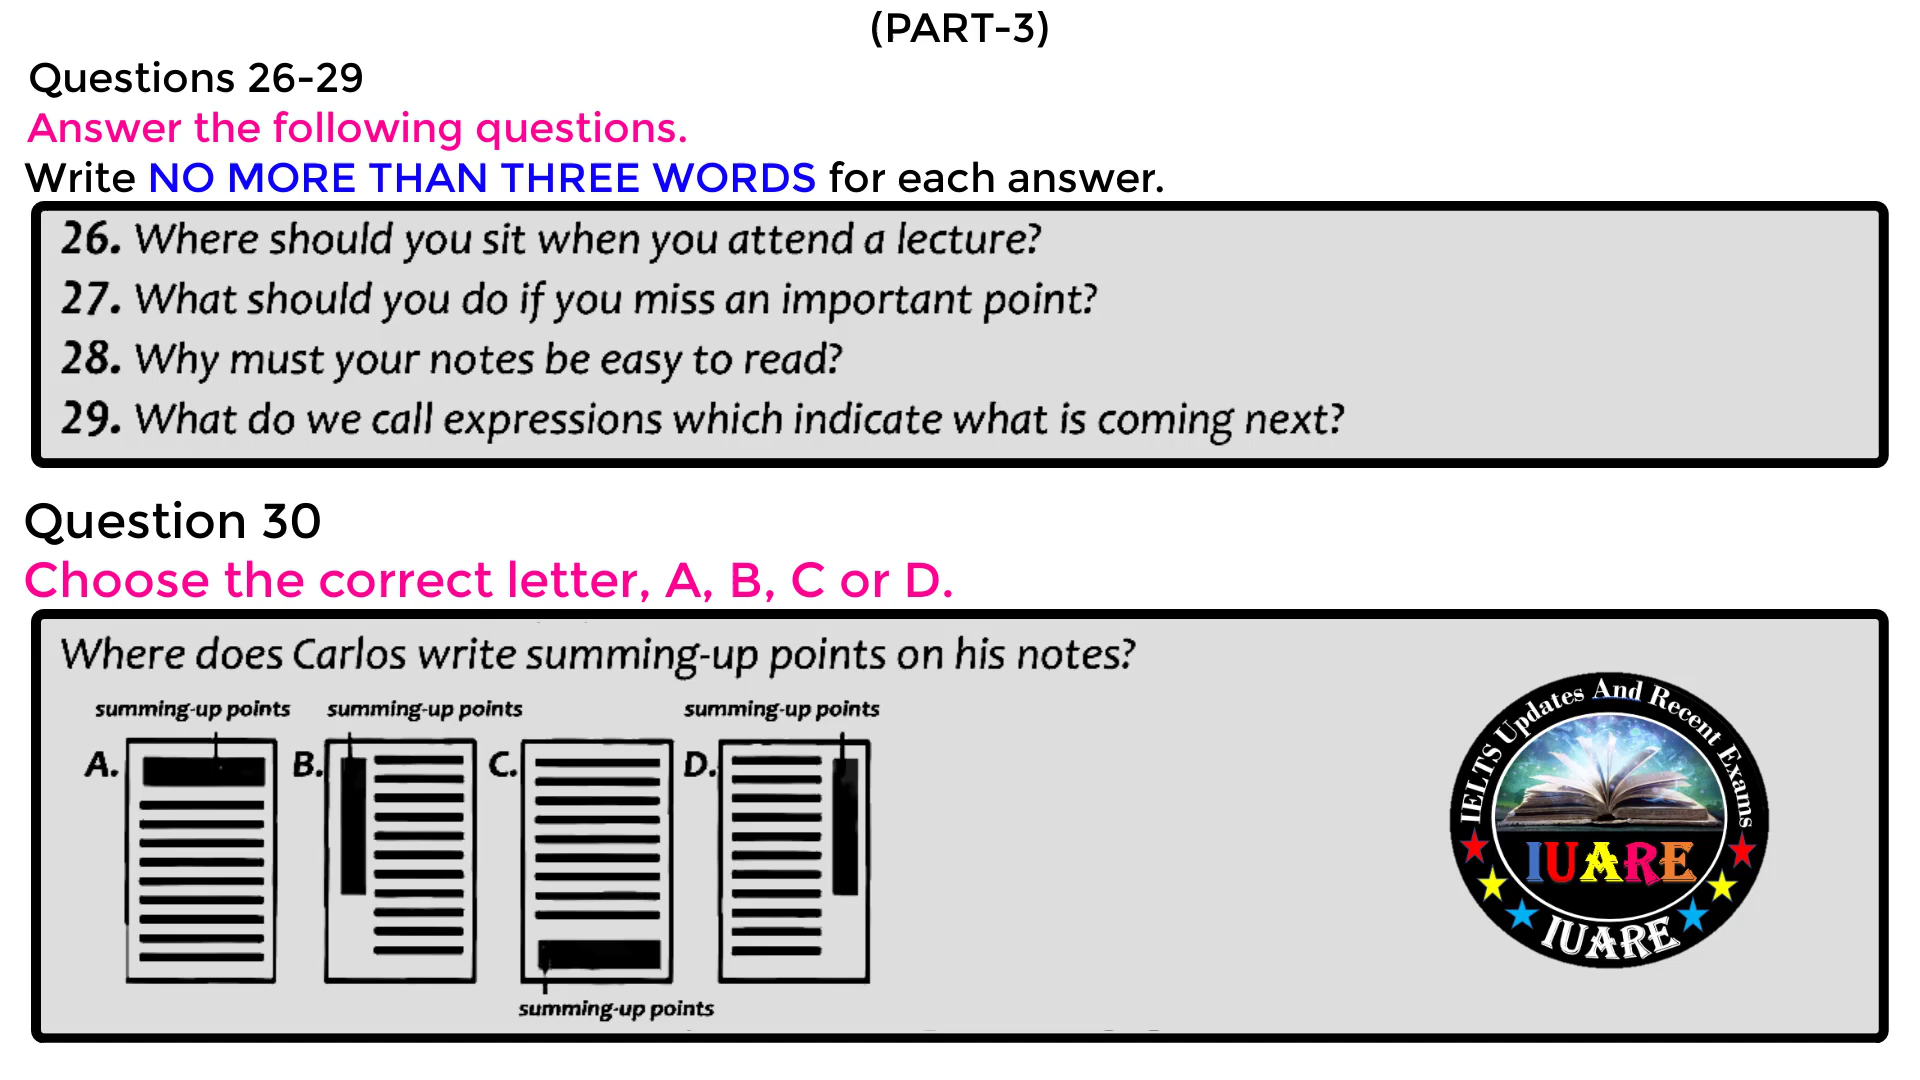 (PART-3)
Questions 26-29
Answer the following questions.
Write NO MORE THAN THREE WORDS for each answer.
26. Where should you sit when you attend a lecture?
27. What should you do if you miss an important point?
28. Why must your notes be easy to read?
29. What do we call expressions which indicate what is coming next?
Question 30
Choose the correct letter, A, B, C or D.
Where does Carlos write summing-up points on his notes?
summing-up points summing-up points summing-up points
A. B. C. D.
summing-up points
IELTS Updates And Recent Exams
IUARE
IUARE